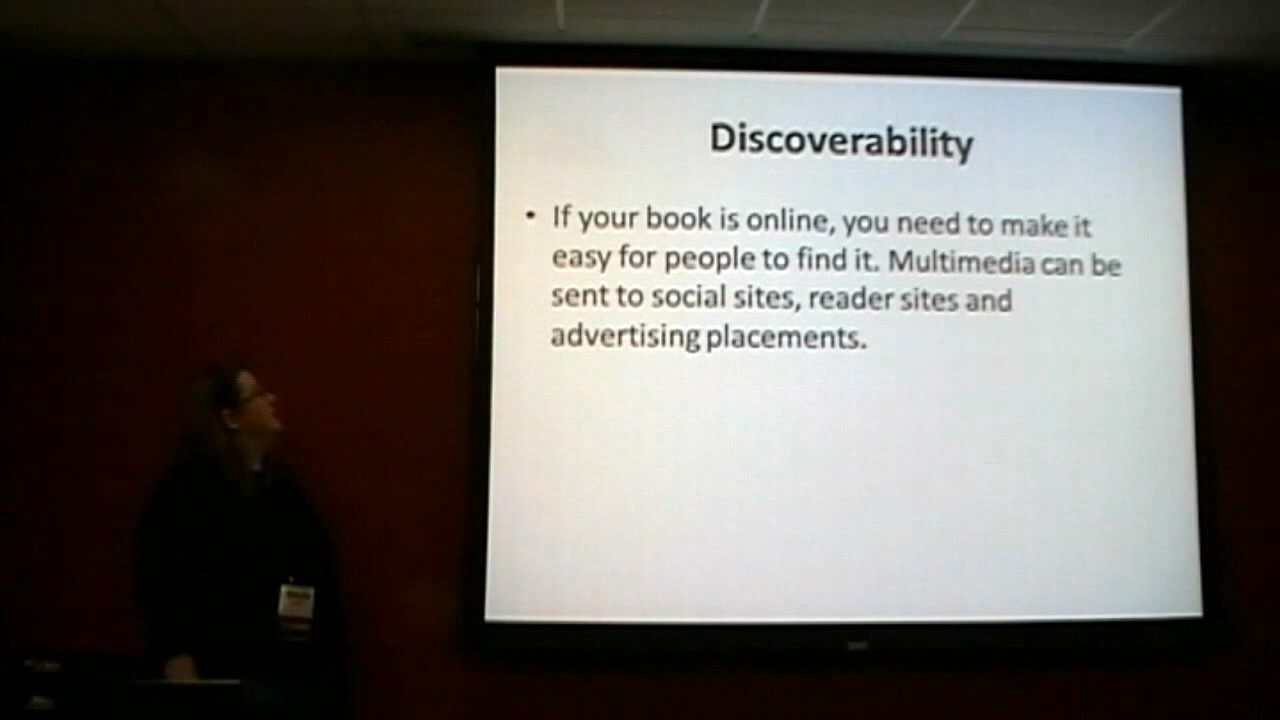 Discoverability
• If your book is online, you need to make it
easy for people to find it. Multimedia can be
sent to social sites, reader sites and
advertising placements.